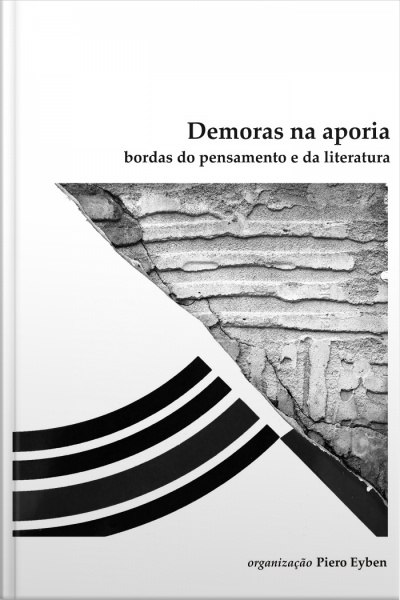 Demoras na aporia
bordas do pensamento e da literatura
organização Piero Eyben